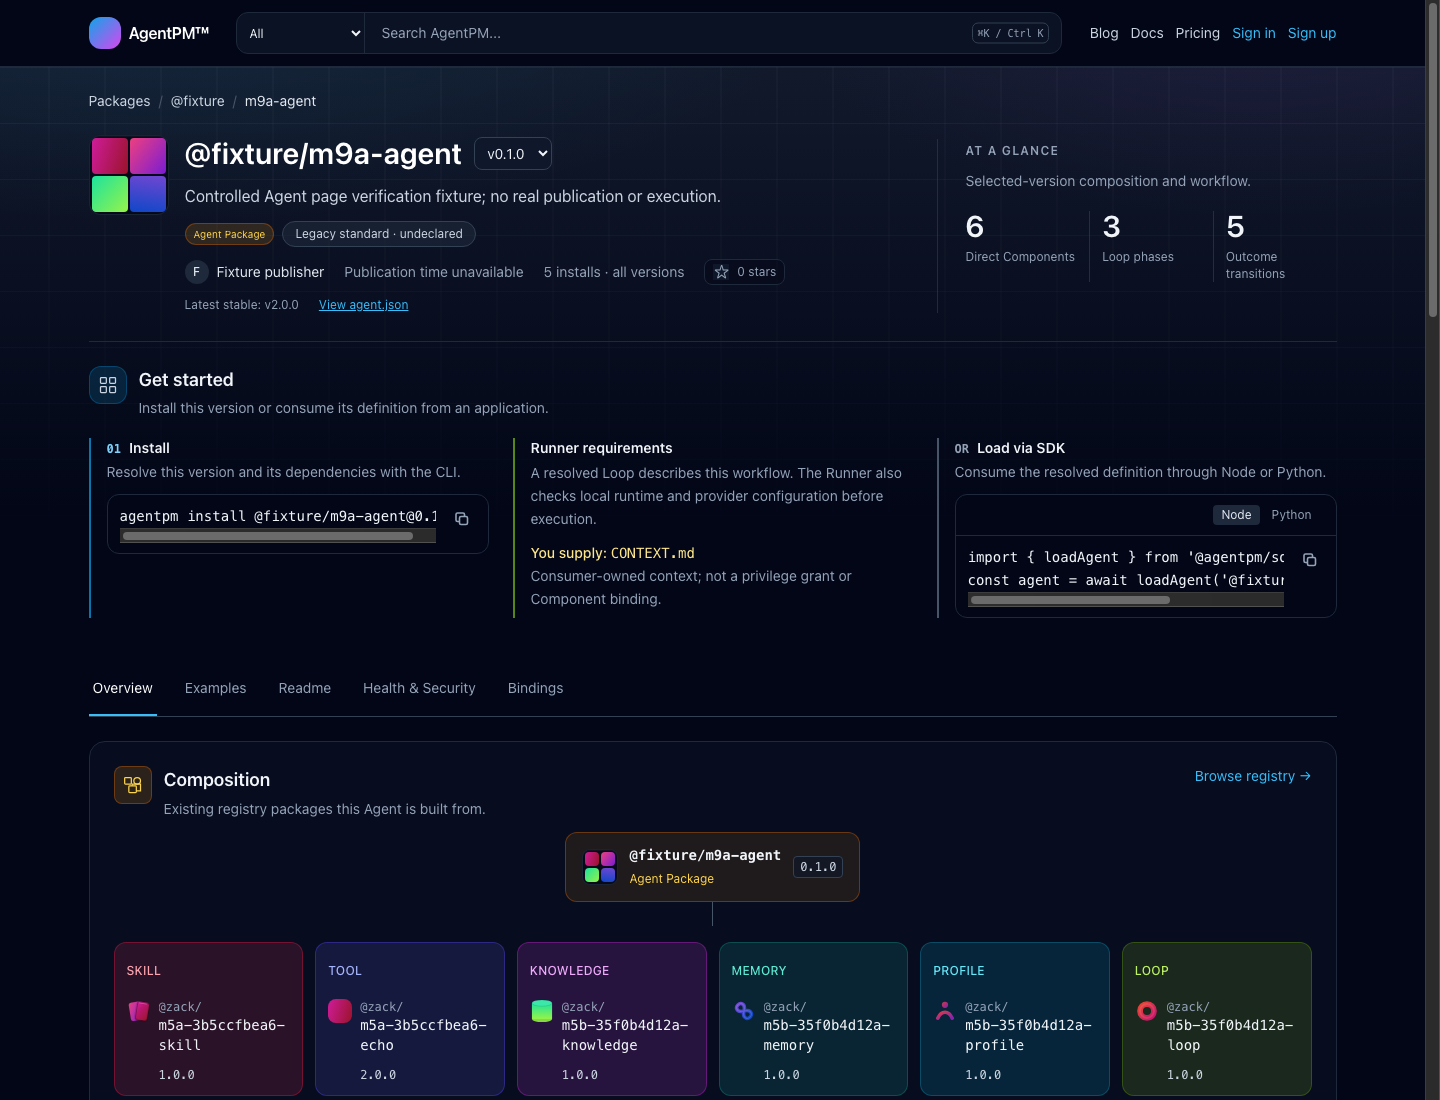 AgentPM™
All
Search AgentPM...
⌘K / Ctrl K
Blog Docs Pricing Sign in Sign up
Packages / @fixture / m9a-agent
@fixture/m9a-agent
v0.1.0
Controlled Agent page verification fixture; no real publication or execution.
Agent Package
Legacy standard · undeclared
F Fixture publisher Publication time unavailable 5 installs · all versions 0 stars
Latest stable: v2.0.0 View agent.json
AT A GLANCE
Selected-version composition and workflow.
6
Direct Components
3
Loop phases
5
Outcome
transitions
Get started
Install this version or consume its definition from an application.
01 Install
Resolve this version and its dependencies with the CLI.
agentpm install @fixture/m9a-agent@0.1
Runner requirements
A resolved Loop describes this workflow. The Runner also
checks local runtime and provider configuration before
execution.
You supply: CONTEXT.md
Consumer-owned context; not a privilege grant or
Component binding.
OR Load via SDK
Consume the resolved definition through Node or Python.
Node Python
import { loadAgent } from '@agentpm/sd
const agent = await loadAgent('@fixtur
Overview Examples Readme Health & Security Bindings
Composition
Existing registry packages this Agent is built from.
Browse registry →
@fixture/m9a-agent
Agent Package
0.1.0
SKILL
@zack/
m5a-3b5ccfbea6-
skill
1.0.0
TOOL
@zack/
m5a-3b5ccfbea6-
echo
2.0.0
KNOWLEDGE
@zack/
m5b-35f0b4d12a-
knowledge
1.0.0
MEMORY
@zack/
m5b-35f0b4d12a-
memory
1.0.0
PROFILE
@zack/
m5b-35f0b4d12a-
profile
1.0.0
LOOP
@zack/
m5b-35f0b4d12a-
loop
1.0.0